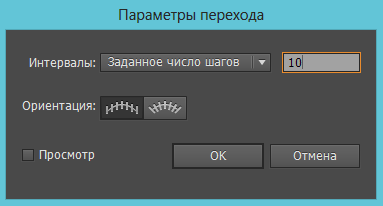 Параметры перехода
Интервалы: Заданное число шагов 10
Ориентация:
Просмотр OK Отмена